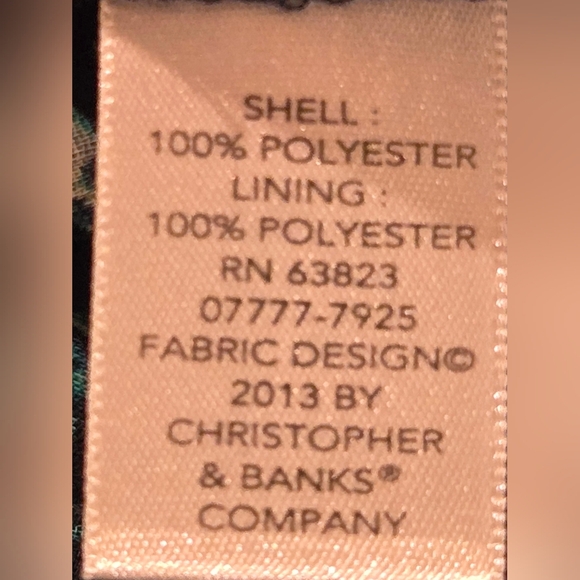 SHELL :
100% POLYESTER
LINING :
100% POLYESTER
RN 63823
07777-7925
FABRIC DESIGN©
2013 BY
CHRISTOPHER
& BANKS®
COMPANY